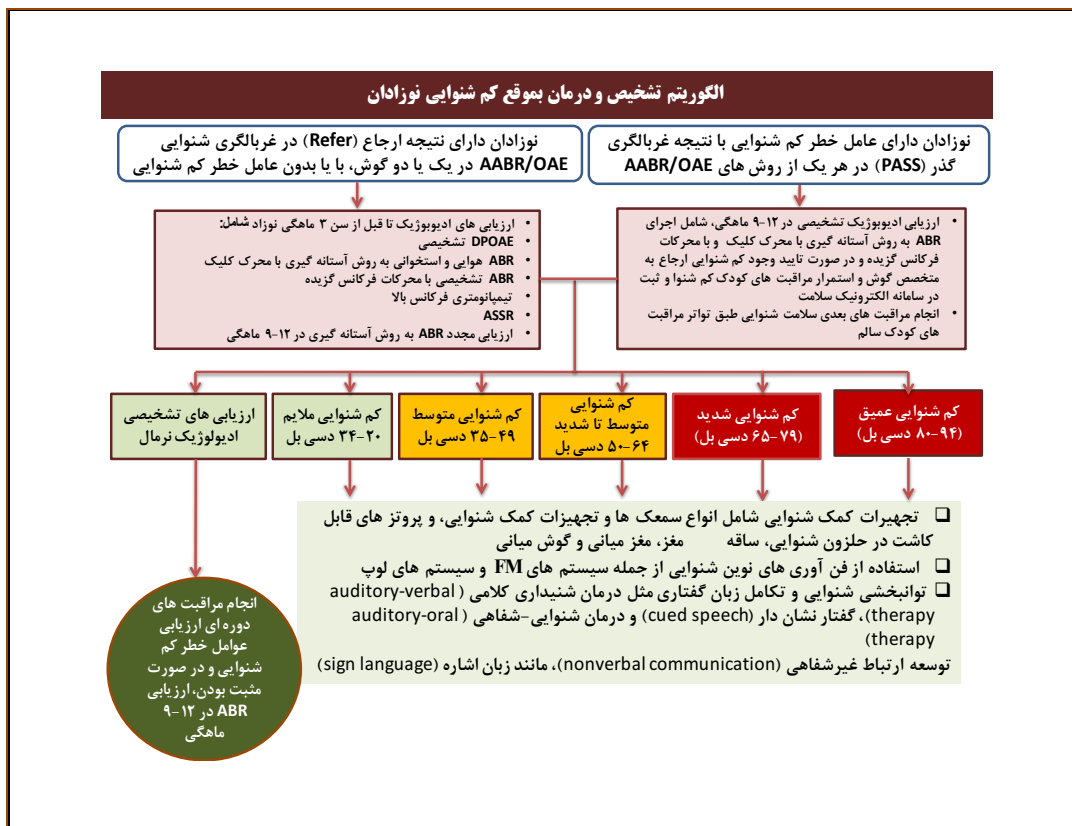 الگوریتم تشخیص و درمان بموقع کم شنوایی نوزادان
نوزادان دارای عامل خطر کم شنوایی با نتیجه غربالگری
گذر (PASS) در هر یک از روش های AABR/OAE
نوزادان دارای نتیجه ارجاع (Refer) در غربالگری شنوایی
AABR/OAE در یک یا دو گوش، با یا بدون عامل خطر کم شنوایی
• ارزیابی ادیوبوژیک تشخیصی در ۱۲-۹ ماهگی، شامل اجرای
ABR به روش آستانه گیری با محرک کلیک و با محرکات
فرکانس گزیده و در صورت تایید وجود کم شنوایی ارجاع به
متخصص گوش و استمرار مراقبت های کودک کم شنوا و ثبت
در سامانه الکترونیک سلامت
• انجام مراقبت های بعدی سلامت شنوایی طبق تواتر مراقبت
های کودک سالم
• ارزیابی های ادیوبوژیک تا قبل از سن ۳ ماهگی نوزاد شامل:
• DPOAE تشخیصی
• ABR هوایی و استخوانی به روش آستانه گیری با محرک کلیک
• ABR تشخیصی با محرکات فرکانس گزیده
• تیمپانومتری فرکانس بالا
• ASSR
• ارزیابی مجدد ABR به روش آستانه گیری در ۱۲-۹ ماهگی
کم شنوایی عمیق
(۹۴-۸۰ دسی بل)
کم شنوایی شدید
(۷۹-۶۵ دسی بل)
کم شنوایی
متوسط تا شدید
۶۴-۵۰ دسی بل
کم شنوایی متوسط
۴۹-۳۵ دسی بل
کم شنوایی ملایم
۳۴-۲۰ دسی بل
ارزیابی های تشخیصی
ادیولوژیک نرمال
❑ تجهیرات کمک شنوایی شامل انواع سمعک ها و تجهیزات کمک شنوایی، و پروتز های قابل
کاشت در حلزون شنوایی، ساقه مغز، مغز میانی و گوش میانی
❑ استفاده از فن آوری های نوین شنوایی از جمله سیستم های FM و سیستم های لوپ
❑ توانبخشی شنوایی و تکامل زبان گفتاری مثل درمان شنیداری کلامی (auditory-verbal
therapy)، گفتار نشان دار (cued speech) و درمان شنوایی-شفاهی (auditory-oral
therapy)
توسعه ارتباط غیرشفاهی (nonverbal communication)، مانند زبان اشاره (sign language)
انجام مراقبت های
دوره ای ارزیابی
عوامل خطر کم
شنوایی و در صورت
مثبت بودن، ارزیابی
ABR در ۱۲-۹
ماهگی